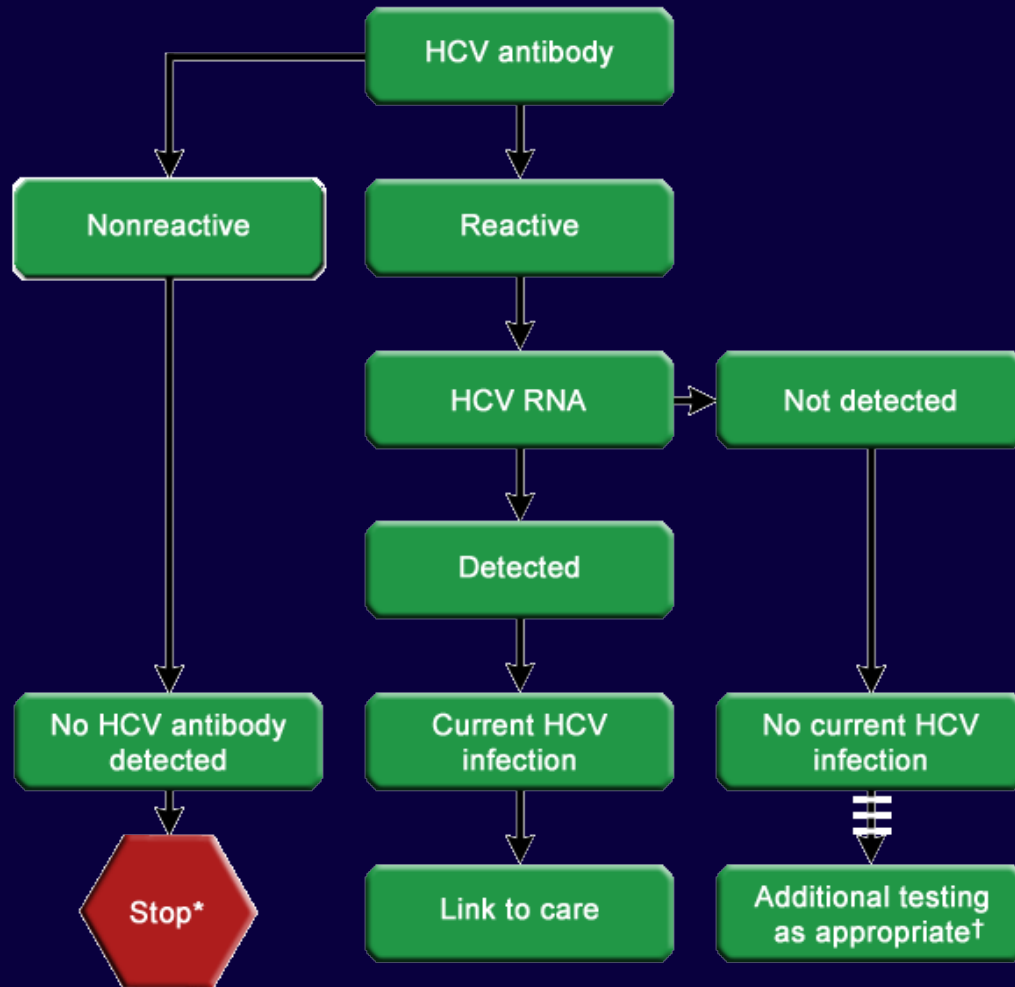 HCV antibody
Nonreactive
Reactive
HCV RNA
Not detected
Detected
No HCV antibody
detected
Current HCV
infection
No current HCV
infection
Stop*
Link to care
Additional testing
as appropriate†